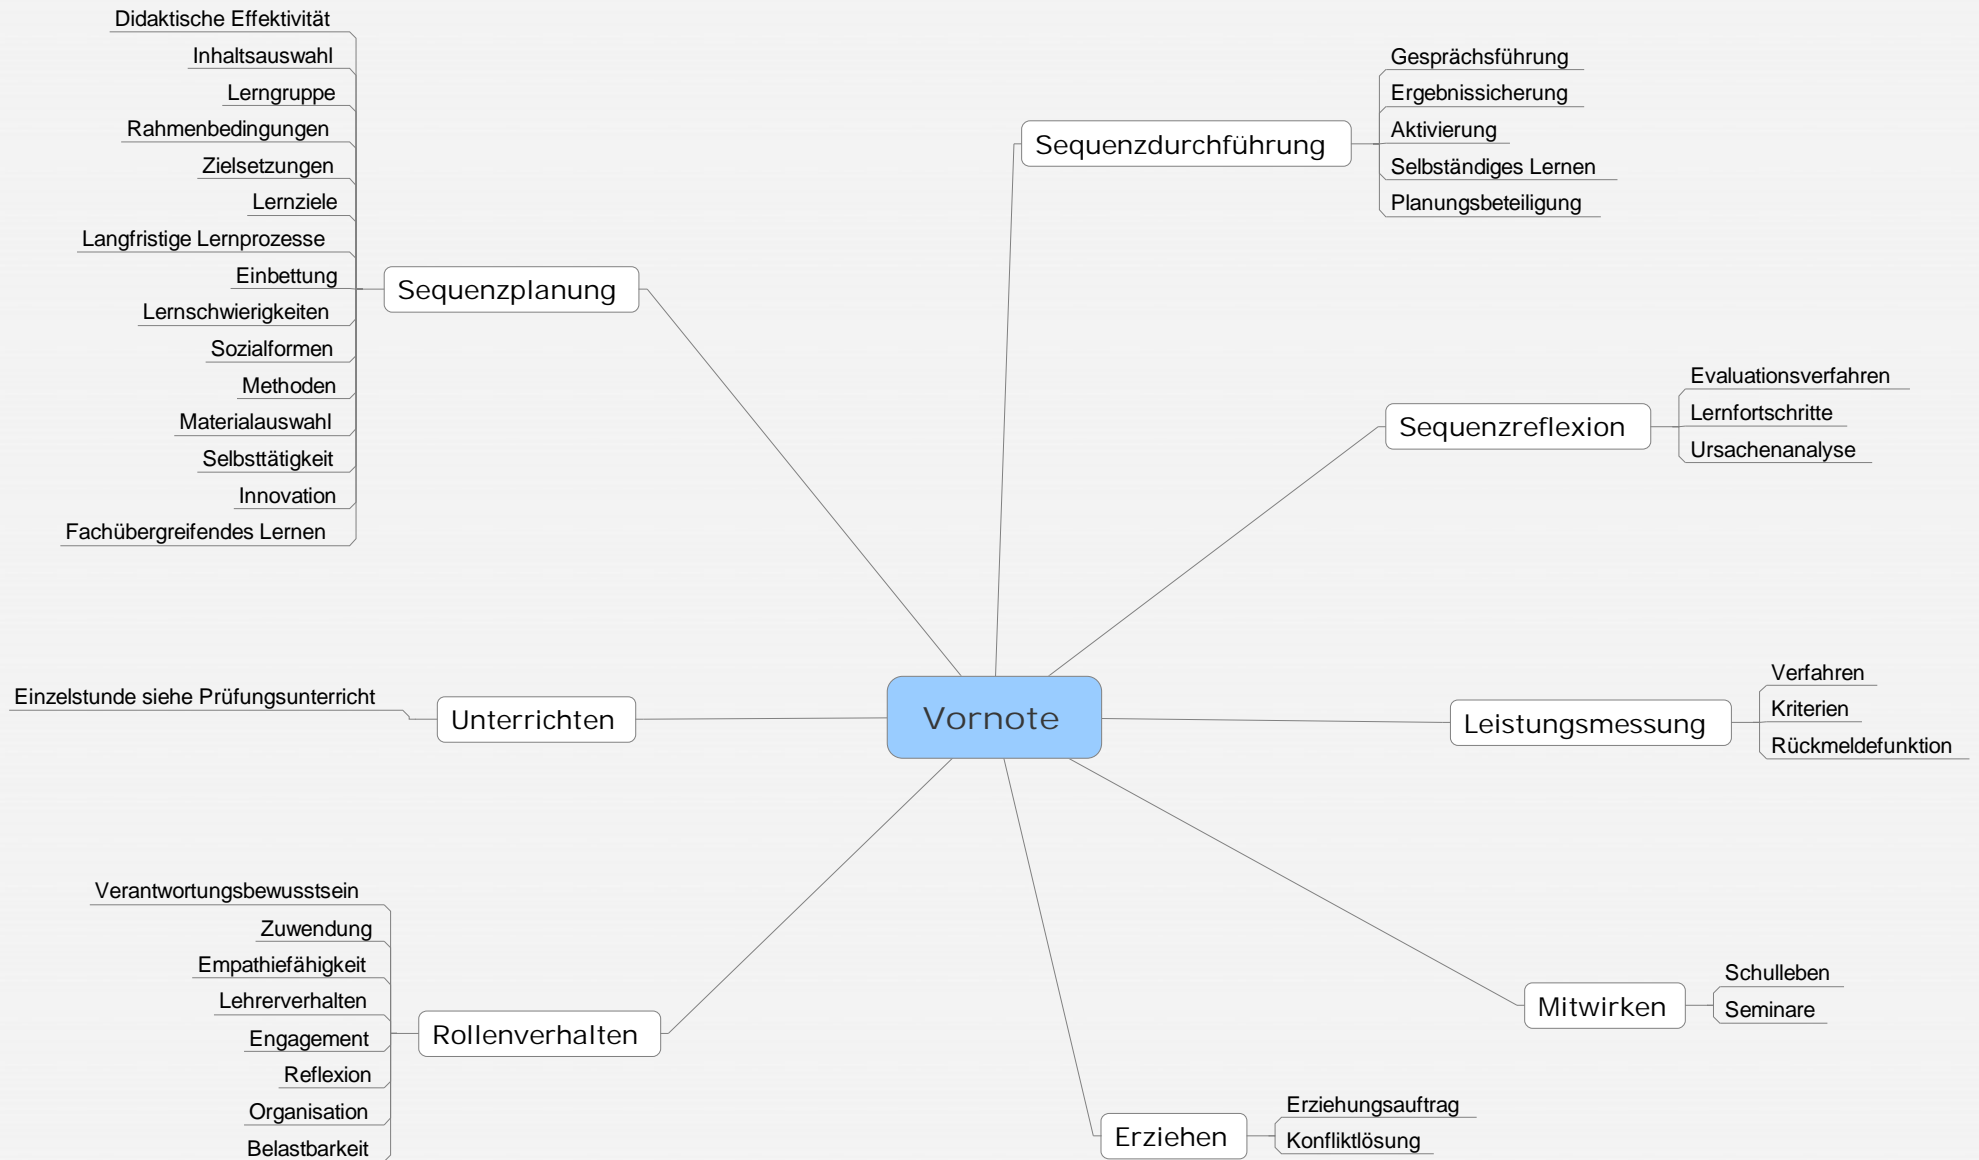 Vornote
Sequenzdurchführung
Gesprächsführung
Ergebnissicherung
Aktivierung
Selbständiges Lernen
Planungsbeteiligung
Sequenzreflexion
Evaluationsverfahren
Lernfortschritte
Ursachenanalyse
Leistungsmessung
Verfahren
Kriterien
Rückmeldefunktion
Mitwirken
Schulleben
Seminare
Erziehen
Erziehungsauftrag
Konfliktlösung
Sequenzplanung
Didaktische Effektivität
Inhaltsauswahl
Lerngruppe
Rahmenbedingungen
Zielsetzungen
Lernziele
Langfristige Lernprozesse
Einbettung
Lernschwierigkeiten
Sozialformen
Methoden
Materialauswahl
Selbsttätigkeit
Innovation
Fachübergreifendes Lernen
Unterrichten
Einzelstunde siehe Prüfungsunterricht
Rollenverhalten
Verantwortungsbewusstsein
Zuwendung
Empathiefähigkeit
Lehrerverhalten
Engagement
Reflexion
Organisation
Belastbarkeit